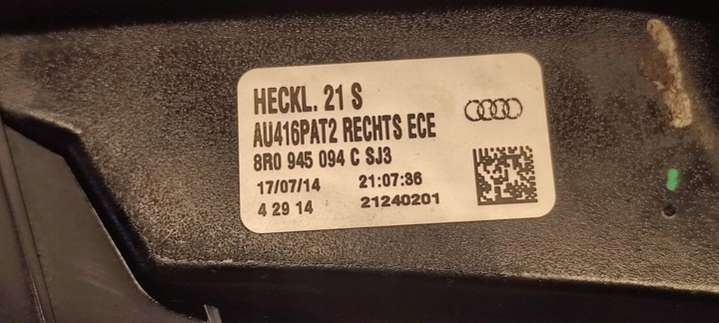 HECKL. 21 S
AU416PAT2 RECHTS ECE
8R0 945 094 C SJ3
17/07/14 21:07:36
4 29 14 21240201